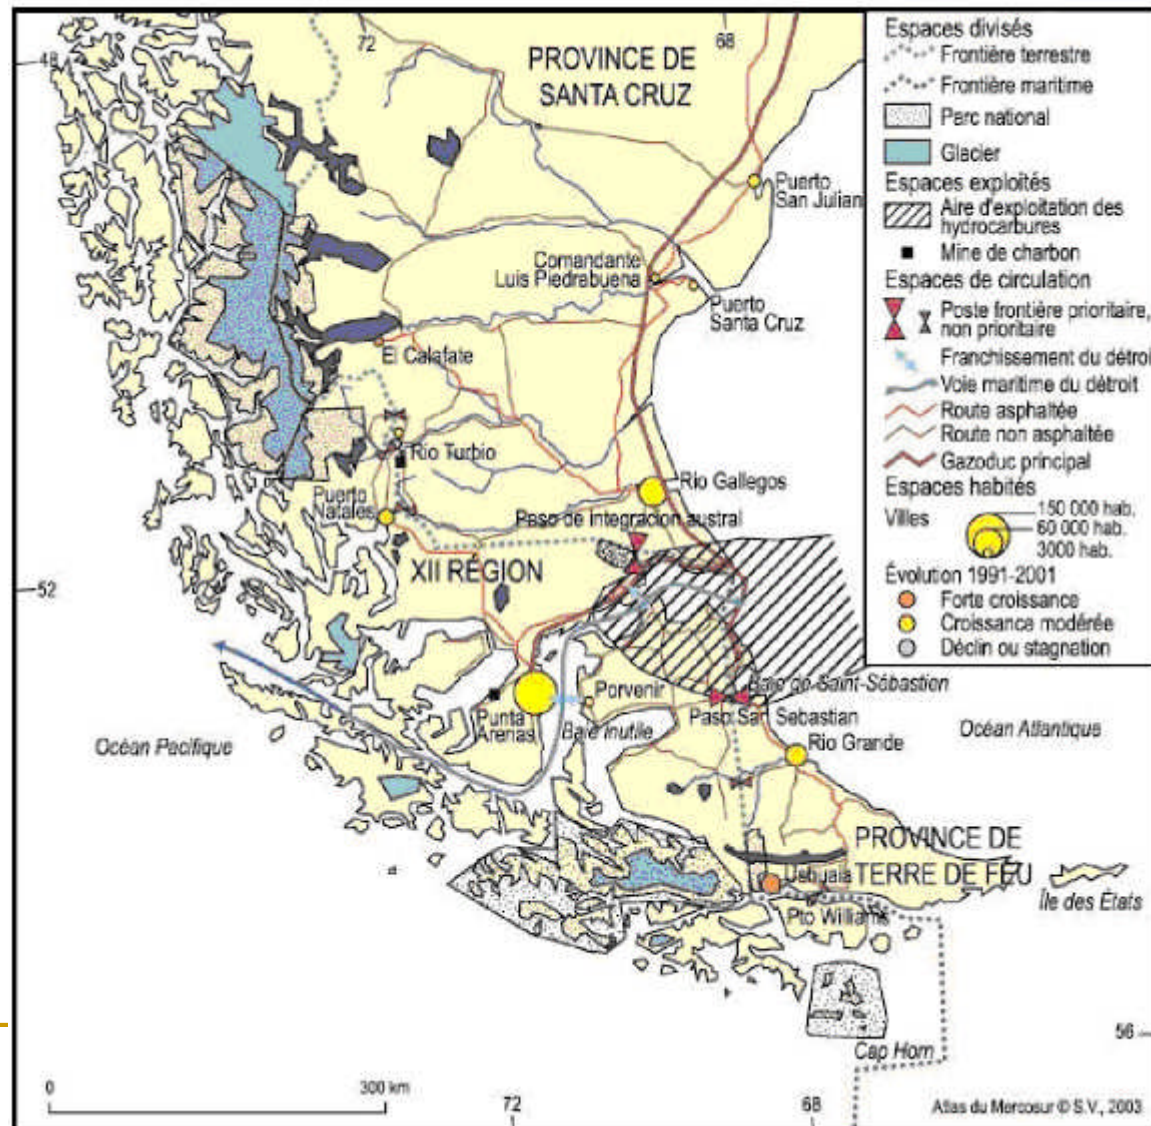 72
68
48
PROVINCE DE
SANTA CRUZ
Puerto
San Julian
Comandante
Luis Piedrabuena
Puerto
Santa Cruz
El Calafate
Rio Turbio
Puerto
Natales
Rio Gallegos
Paso de integracion austral
52
XII RÉGION
Porvenir
Baie de Saint-Sébastien
Punta
Arenas
Baie Inutile
Paso San Sebastian
Océan Pacifique
Océan Atlantique
Rio Grande
PROVINCE DE
TERRE DE FEU
Ushuaia
Île des États
Pto Williams
Cap Horn
56
0
300 km
72
68
Atlas du Mercosur © S.V., 2003
Espaces divisés
Frontière terrestre
Frontière maritime
Parc national
Glacier
Espaces exploités
Aire d'exploitation des
hydrocarbures
Mine de charbon
Espaces de circulation
Poste frontière prioritaire,
non prioritaire
Franchissement du détroit
Voie maritime du détroit
Route asphaltée
Route non asphaltée
Gazoduc principal
Espaces habités
Villes
150 000 hab.
60 000 hab.
3000 hab.
Évolution 1991-2001
Forte croissance
Croissance modérée
Déclin ou stagnation